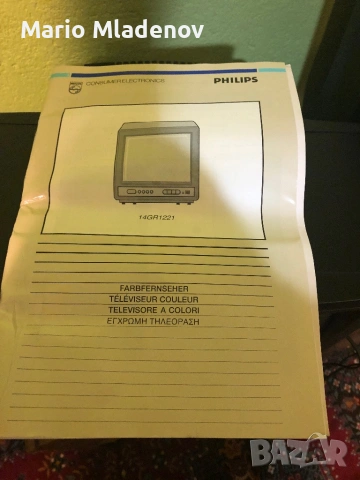 Mario Mladenov
CONSUMER ELECTRONICS
PHILIPS
14GR1221
FARBFERNSEHER
TÉLÉVISEUR COULEUR
TELEVISORE A COLORI
ΕΓΧΡΩΜΗ ΤΗΛΕΟΡΑΣΗ
BAZAR